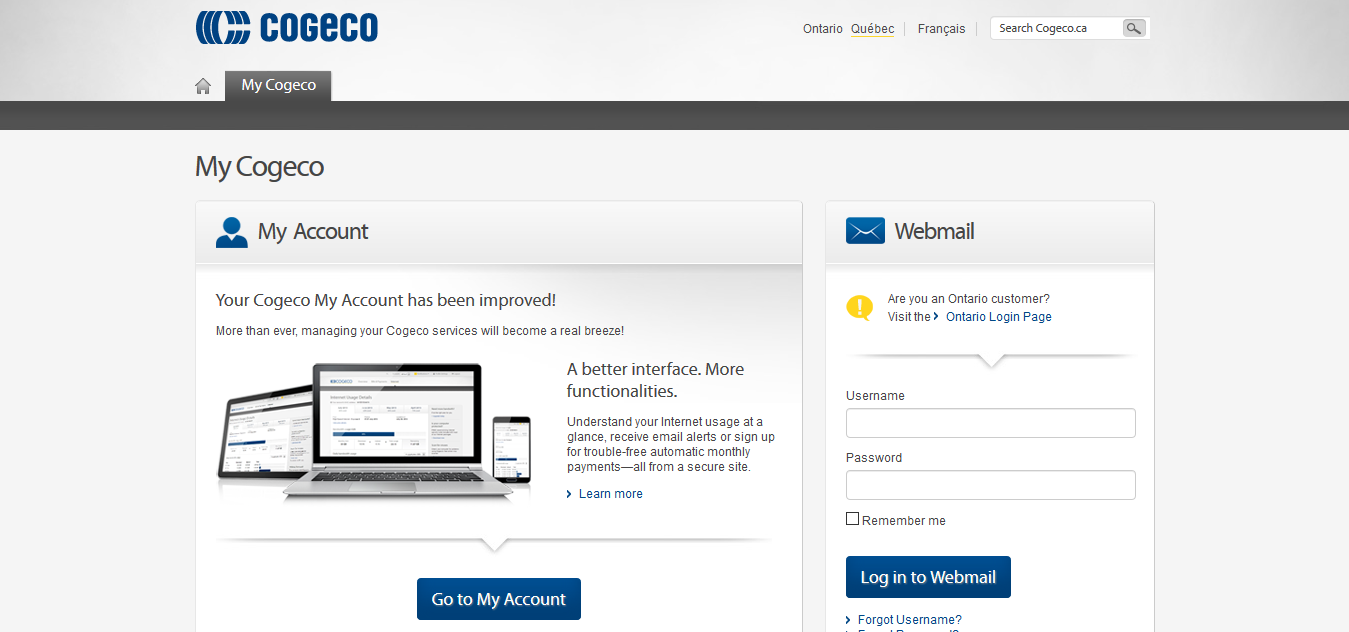 COGECO
Ontario Québec Français Search Cogeco.ca
My Cogeco
My Cogeco
My Account
Your Cogeco My Account has been improved!
More than ever, managing your Cogeco services will become a real breeze!
A better interface. More
functionalities.
Understand your Internet usage at a
glance, receive email alerts or sign up
for trouble-free automatic monthly
payments—all from a secure site.
Learn more
Go to My Account
Webmail
Are you an Ontario customer?
Visit the Ontario Login Page
Username
Password
Remember me
Log in to Webmail
Forgot Username?